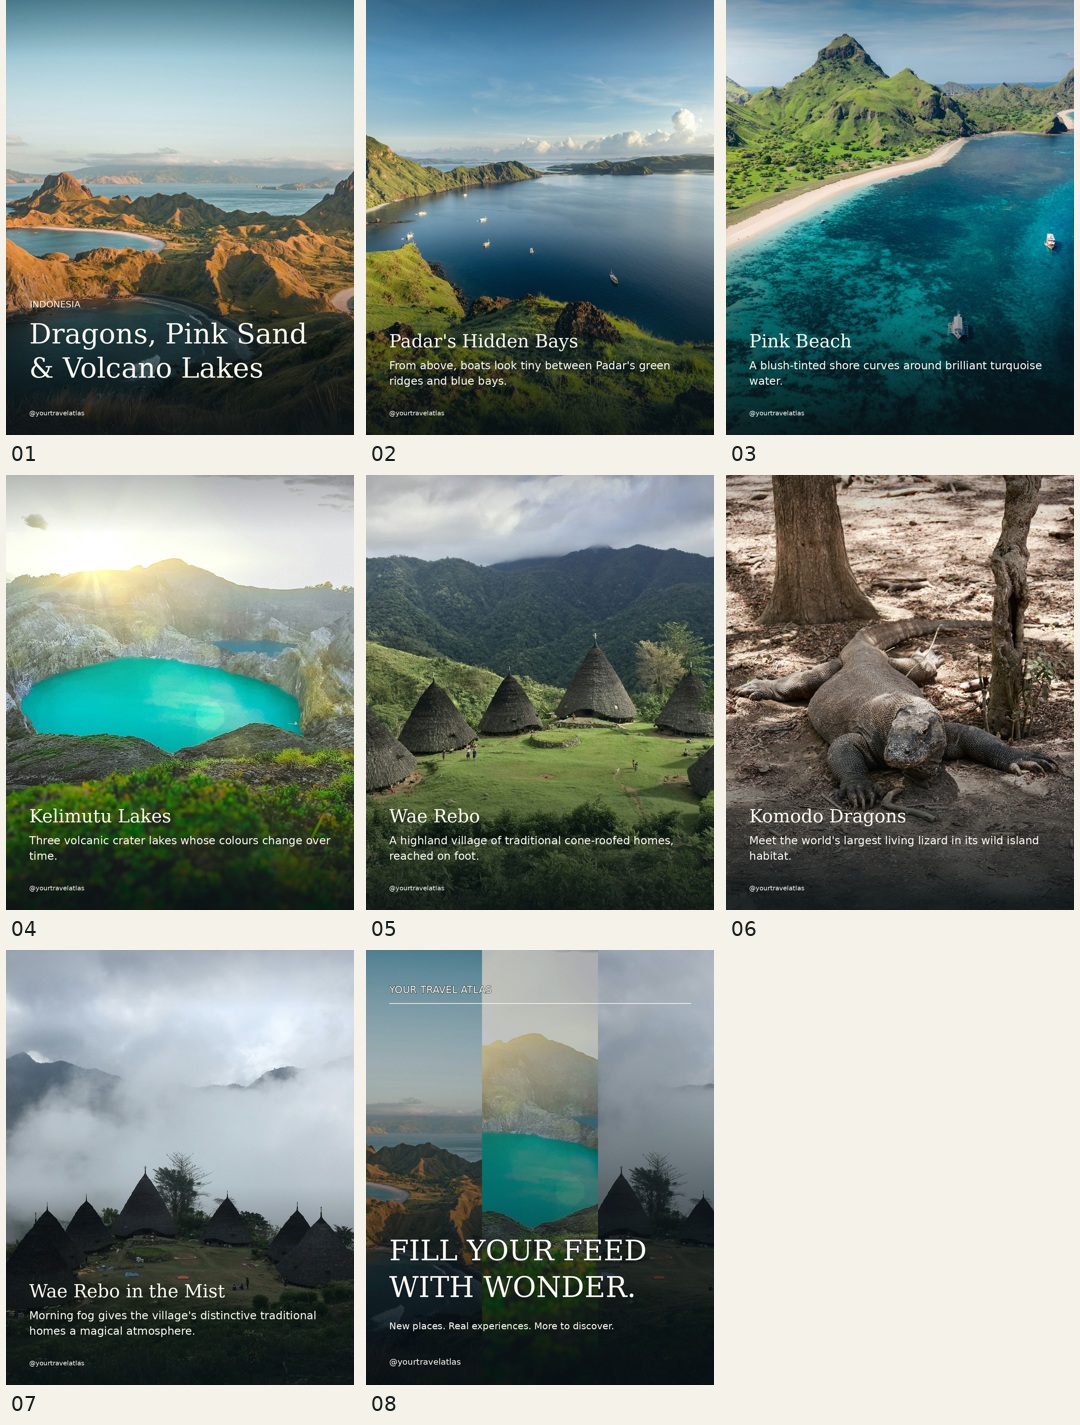 INDONESIA
Dragons, Pink Sand
& Volcano Lakes
@yourtravelatlas
01
Padar's Hidden Bays
From above, boats look tiny between Padar's green
ridges and blue bays.
@yourtravelatlas
02
Pink Beach
A blush-tinted shore curves around brilliant turquoise
water.
@yourtravelatlas
03
Kelimutu Lakes
Three volcanic crater lakes whose colours change over
time.
@yourtravelatlas
04
Wae Rebo
A highland village of traditional cone-roofed homes,
reached on foot.
@yourtravelatlas
05
Komodo Dragons
Meet the world's largest living lizard in its wild island
habitat.
@yourtravelatlas
06
Wae Rebo in the Mist
Morning fog gives the village's distinctive traditional
homes a magical atmosphere.
@yourtravelatlas
07
YOUR TRAVEL ATLAS
FILL YOUR FEED
WITH WONDER.
New places. Real experiences. More to discover.
@yourtravelatlas
08